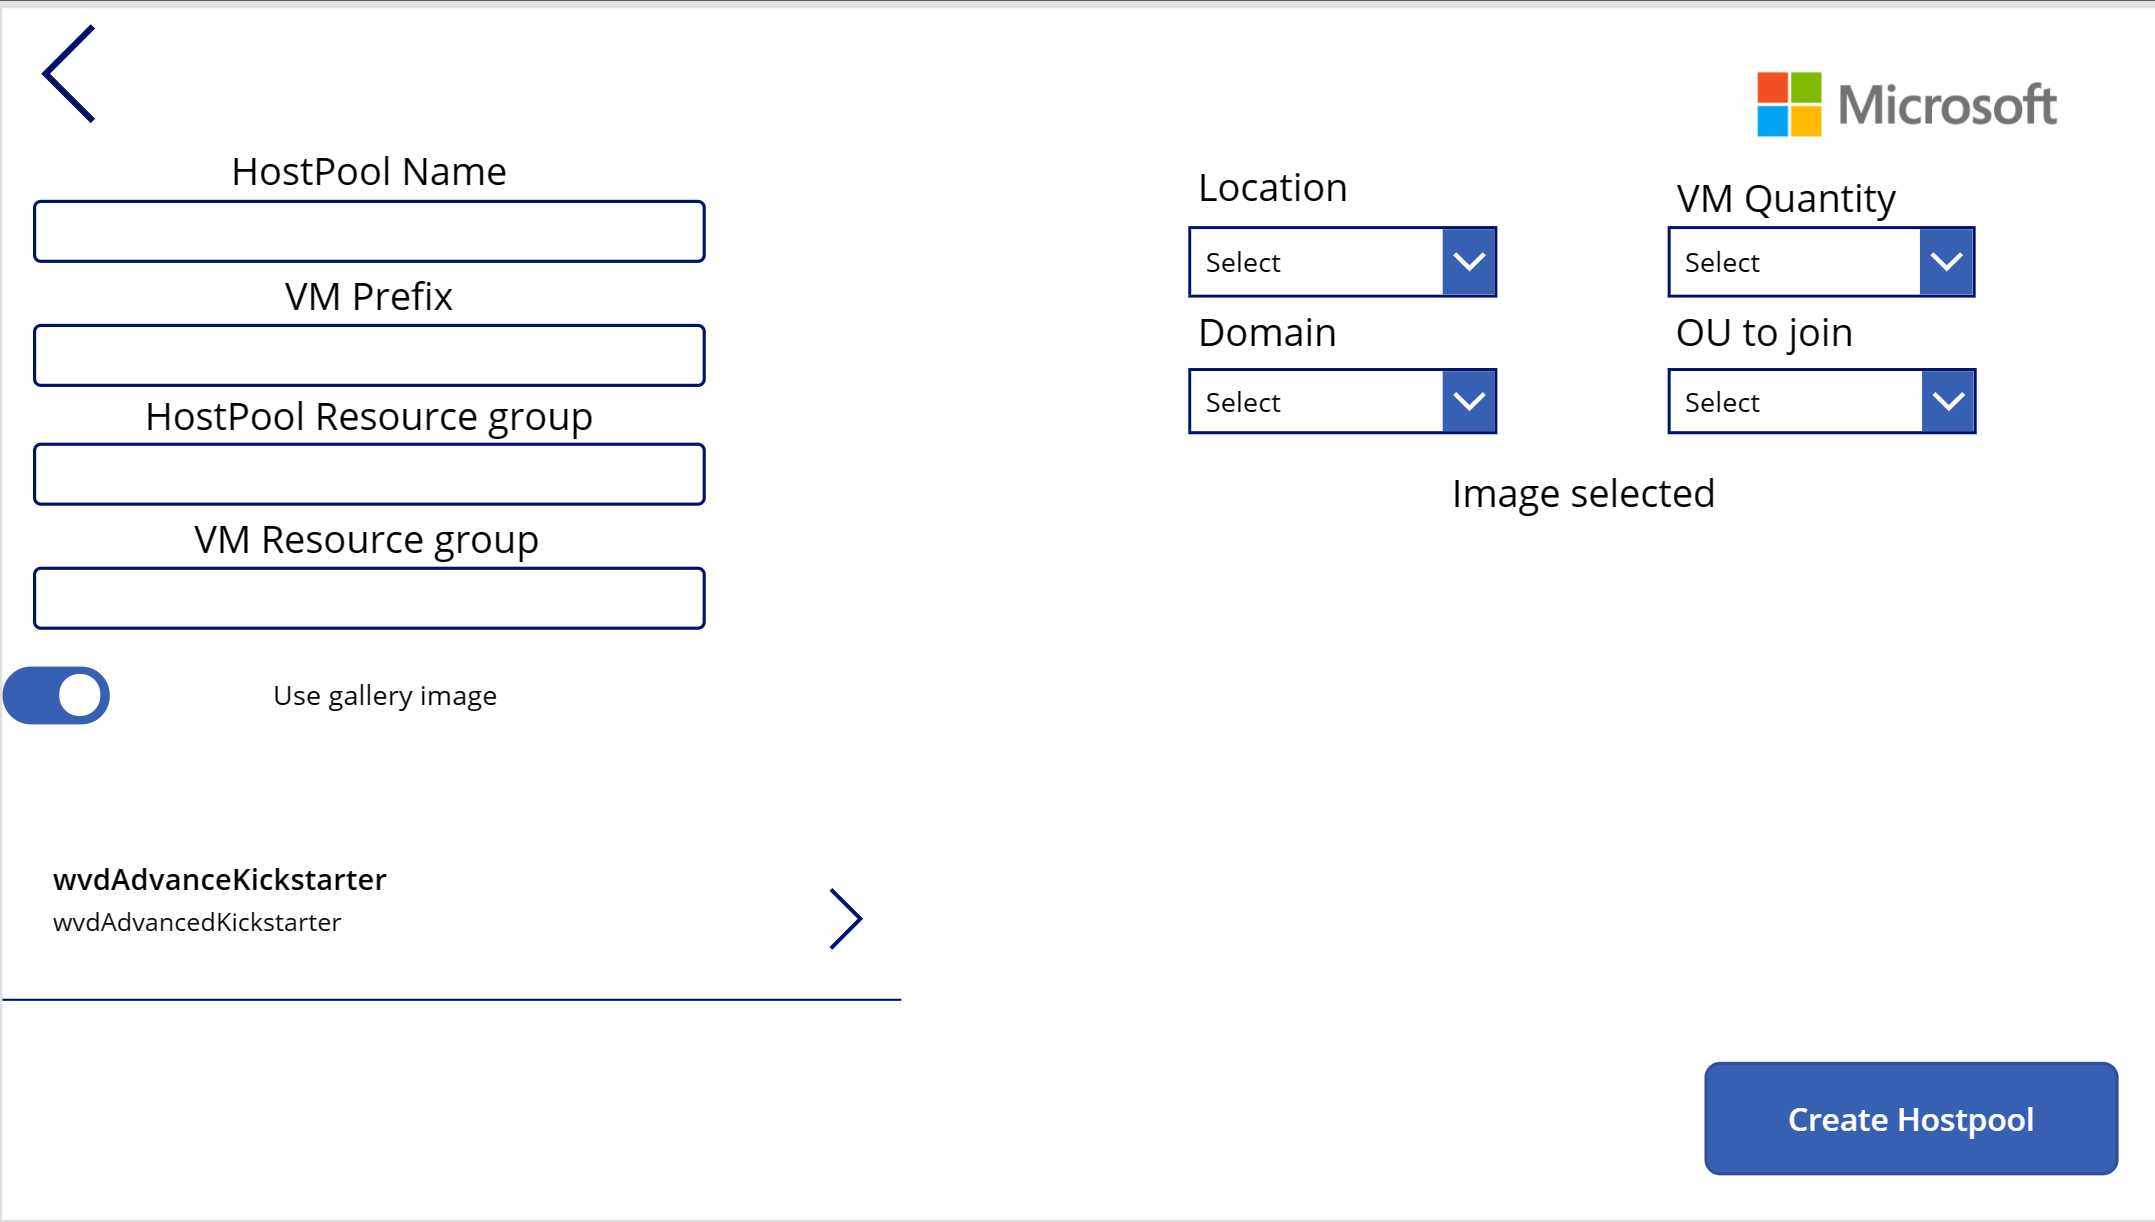 Microsoft
HostPool Name
VM Prefix
HostPool Resource group
VM Resource group
Use gallery image
wvdAdvanceKickstarter
wvdAdvancedKickstarter
Location
Select
VM Quantity
Select
Domain
Select
OU to join
Select
Image selected
Create Hostpool